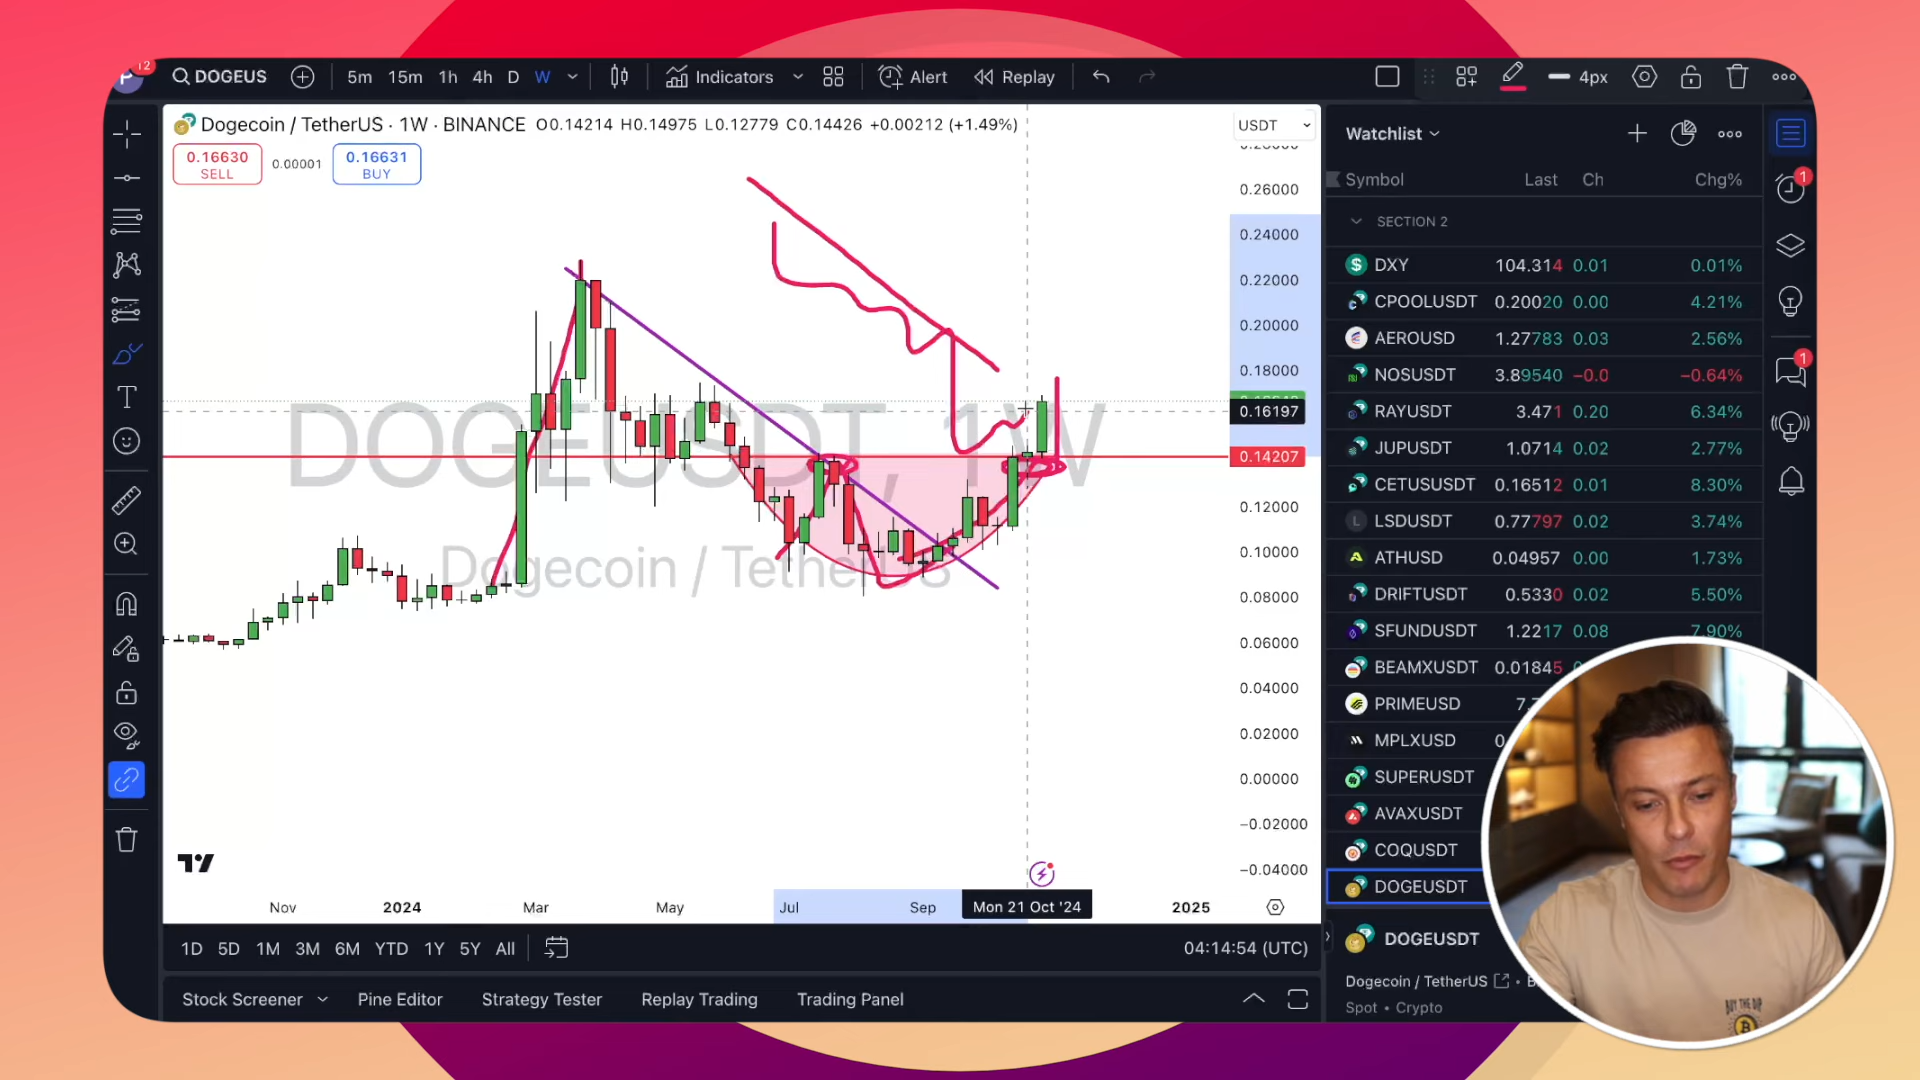 12
P
DOGEUS
5m 15m 1h 4h D W
Indicators
Alert
Replay
4px
Dogecoin / TetherUS · 1W · BINANCE O0.14214 H0.14975 L0.12779 C0.14426 +0.00212 (+1.49%)
0.16630
SELL
0.00001
0.16631
BUY
USDT
0.26000
0.24000
0.22000
0.20000
0.18000
0.16197
0.14207
0.12000
0.10000
0.08000
0.06000
0.04000
0.02000
0.00000
−0.02000
−0.04000
DOGEUSDT, 1W
Dogecoin / TetherUS
Nov 2024 Mar May Jul Sep Mon 21 Oct '24 2025
1D 5D 1M 3M 6M YTD 1Y 5Y All
04:14:54 (UTC)
Stock Screener Pine Editor Strategy Tester Replay Trading Trading Panel
Watchlist
Symbol Last Ch Chg%
SECTION 2
DXY 104.314 0.01 0.01%
CPOOLUSDT 0.20020 0.00 4.21%
AEROUSD 1.27783 0.03 2.56%
NOSUSDT 3.89540 −0.0 −0.64%
RAYUSDT 3.471 0.20 6.34%
JUPUSDT 1.0714 0.02 2.77%
CETUSUSDT 0.16512 0.01 8.30%
LSDUSDT 0.77797 0.02 3.74%
ATHUSD 0.04957 0.00 1.73%
DRIFTUSDT 0.5330 0.02 5.50%
SFUNDUSDT 1.2217 0.08 7.90%
BEAMXUSDT 0.01845
PRIMEUSD
MPLXUSD
SUPERUSDT
AVAXUSDT
COQUSDT
DOGEUSDT
DOGEUSDT
Dogecoin / TetherUS
Spot • Crypto
1
1
BUY THE DIP